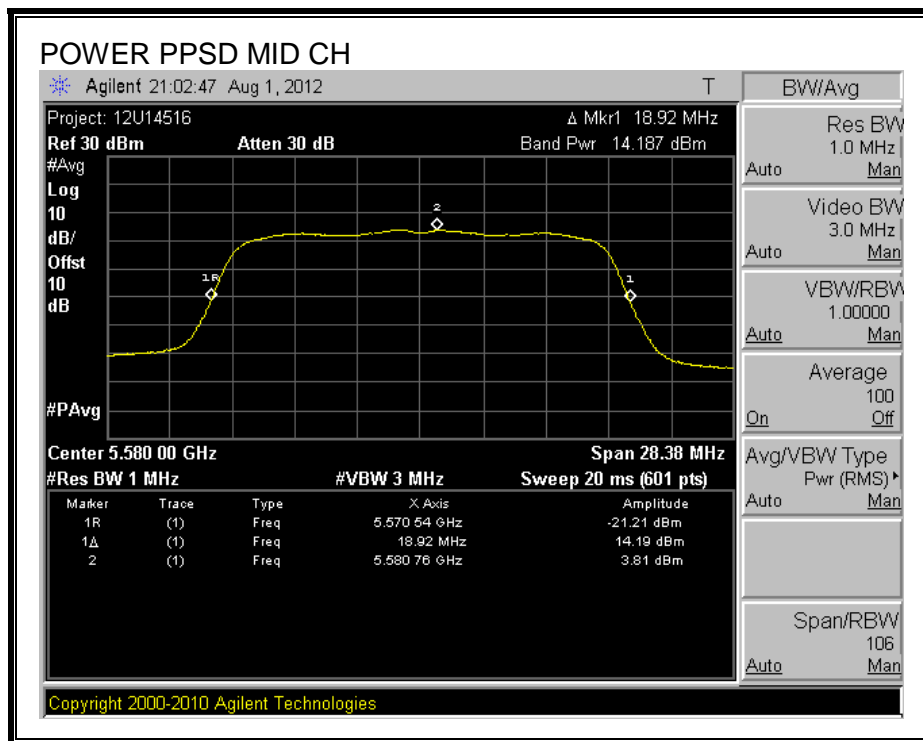 POWER PPSD MID CH
Agilent 21:02:47 Aug 1, 2012 T
Project: 12U14516 Δ Mkr1 18.92 MHz
Ref 30 dBm Atten 30 dB Band Pwr 14.187 dBm
#Avg
Log
10
dB/
Offst
10
dB
#PAvg
2
1R
1
Center 5.580 00 GHz Span 28.38 MHz
#Res BW 1 MHz #VBW 3 MHz Sweep 20 ms (601 pts)
Marker Trace Type X Axis Amplitude
1R (1) Freq 5.570 54 GHz -21.21 dBm
1Δ (1) Freq 18.92 MHz 14.19 dBm
2 (1) Freq 5.580 76 GHz 3.81 dBm
BW/Avg
Res BW
1.0 MHz
Auto Man
Video BW
3.0 MHz
Auto Man
VBW/RBW
1.00000
Auto Man
Average
100
On Off
Avg/VBW Type
Pwr (RMS)
Auto Man
Span/RBW
106
Auto Man
Copyright 2000-2010 Agilent Technologies